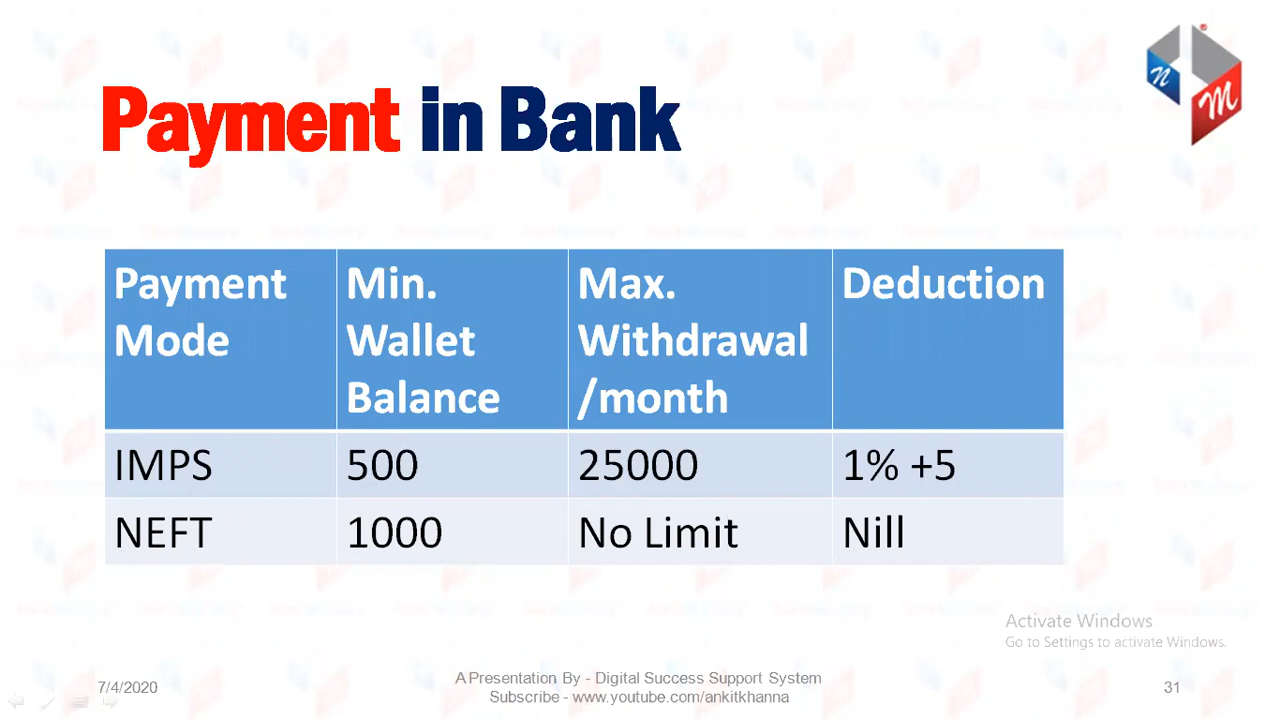 n
m
Payment in Bank
Payment Mode
Min. Wallet Balance
Max. Withdrawal /month
Deduction
IMPS 500 25000 1% +5
NEFT 1000 No Limit Nill
Activate Windows
Go to Settings to activate Windows.
7/4/2020
A Presentation By - Digital Success Support System
Subscribe - www.youtube.com/ankitkhanna
31